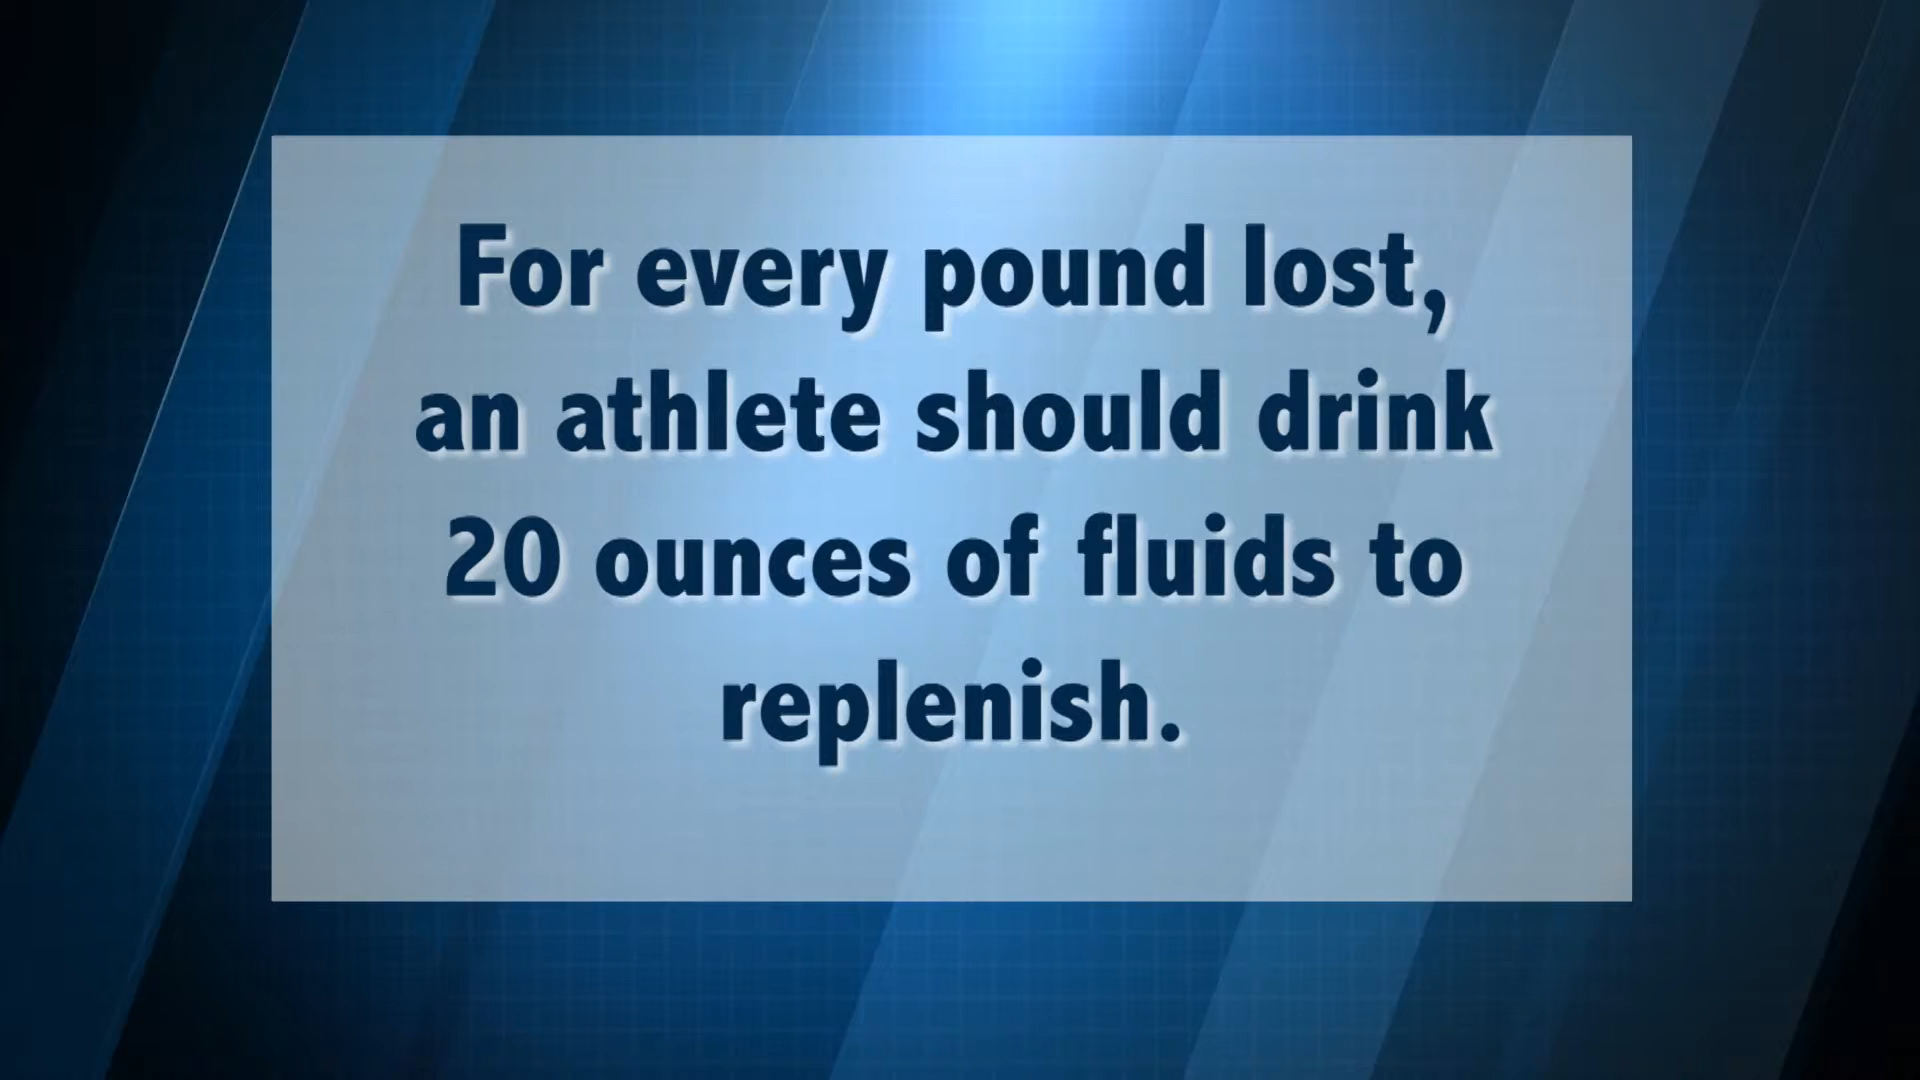 For every pound lost,
an athlete should drink
20 ounces of fluids to
replenish.